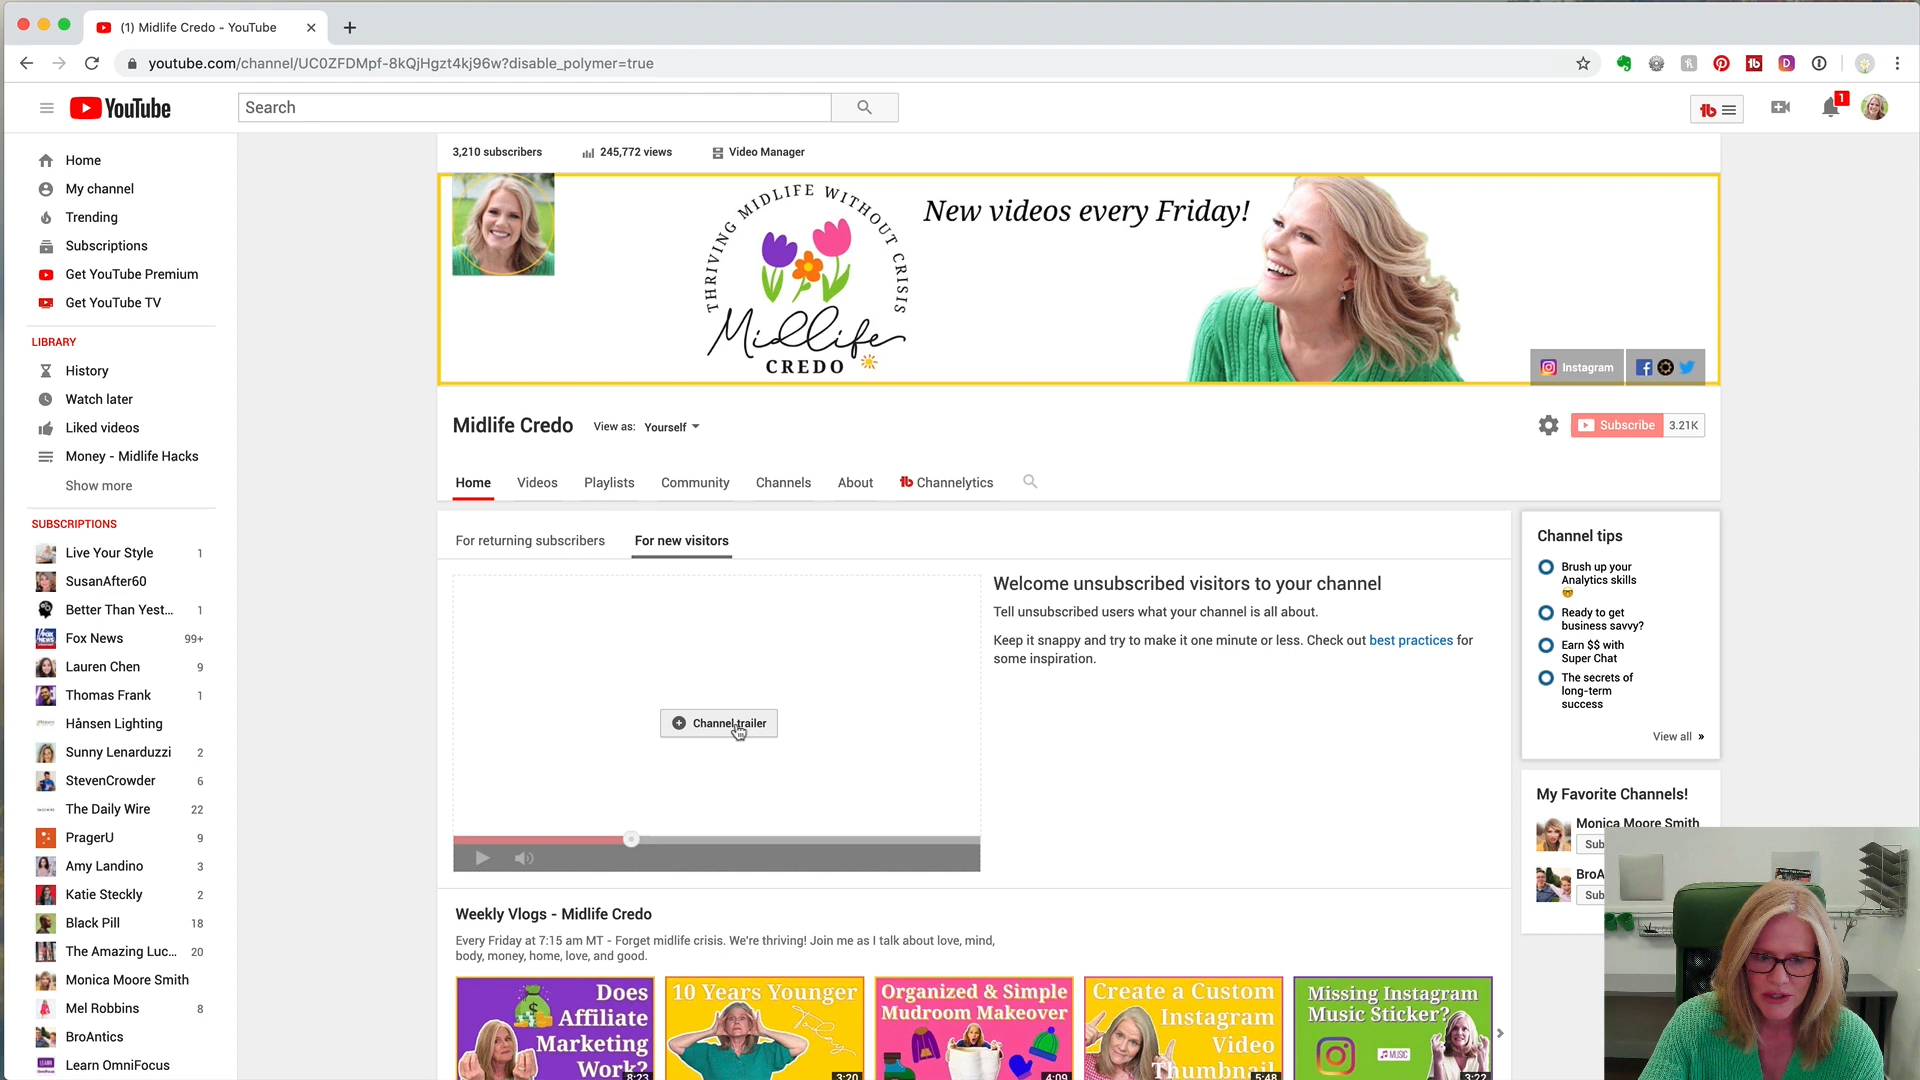 (1) Midlife Credo - YouTube
youtube.com/channel/UC0ZFDMpf-8kQjHgzt4kj96w?disable_polymer=true
YouTube
Search
1
Home
My channel
Trending
Subscriptions
Get YouTube Premium
Get YouTube TV
LIBRARY
History
Watch later
Liked videos
Money - Midlife Hacks
Show more
SUBSCRIPTIONS
Live Your Style 1
SusanAfter60
Better Than Yest... 1
Fox News 99+
Lauren Chen 9
Thomas Frank 1
Hånsen Lighting
Sunny Lenarduzzi 2
StevenCrowder 6
The Daily Wire 22
PragerU 9
Amy Landino 3
Katie Steckly 2
Black Pill 18
The Amazing Luc... 20
Monica Moore Smith
Mel Robbins 8
BroAntics
Learn OmniFocus
3,210 subscribers 245,772 views Video Manager
THRIVING MIDLIFE WITHOUT CRISIS
Midlife
CREDO
New videos every Friday!
Instagram
Midlife Credo View as: Yourself
Subscribe 3.21K
Home Videos Playlists Community Channels About Channelytics
For returning subscribers For new visitors
Channel trailer
Welcome unsubscribed visitors to your channel
Tell unsubscribed users what your channel is all about.
Keep it snappy and try to make it one minute or less. Check out best practices for
some inspiration.
Weekly Vlogs - Midlife Credo
Every Friday at 7:15 am MT - Forget midlife crisis. We're thriving! Join me as I talk about love, mind,
body, money, home, love, and good.
Does
Affiliate
Marketing
Work?
8:23
10 Years Younger
Today
3:20
Organized & Simple
Mudroom Makeover
4:09
Create a Custom
Instagram
Video
Thumbnail
5:48
Missing Instagram
Music Sticker?
MUSIC
3:22
Channel tips
Brush up your
Analytics skills
Ready to get
business savvy?
Earn $$ with
Super Chat
The secrets of
long-term
success
View all »
My Favorite Channels!
Monica Moore Smith
Sub
BroA
Sub